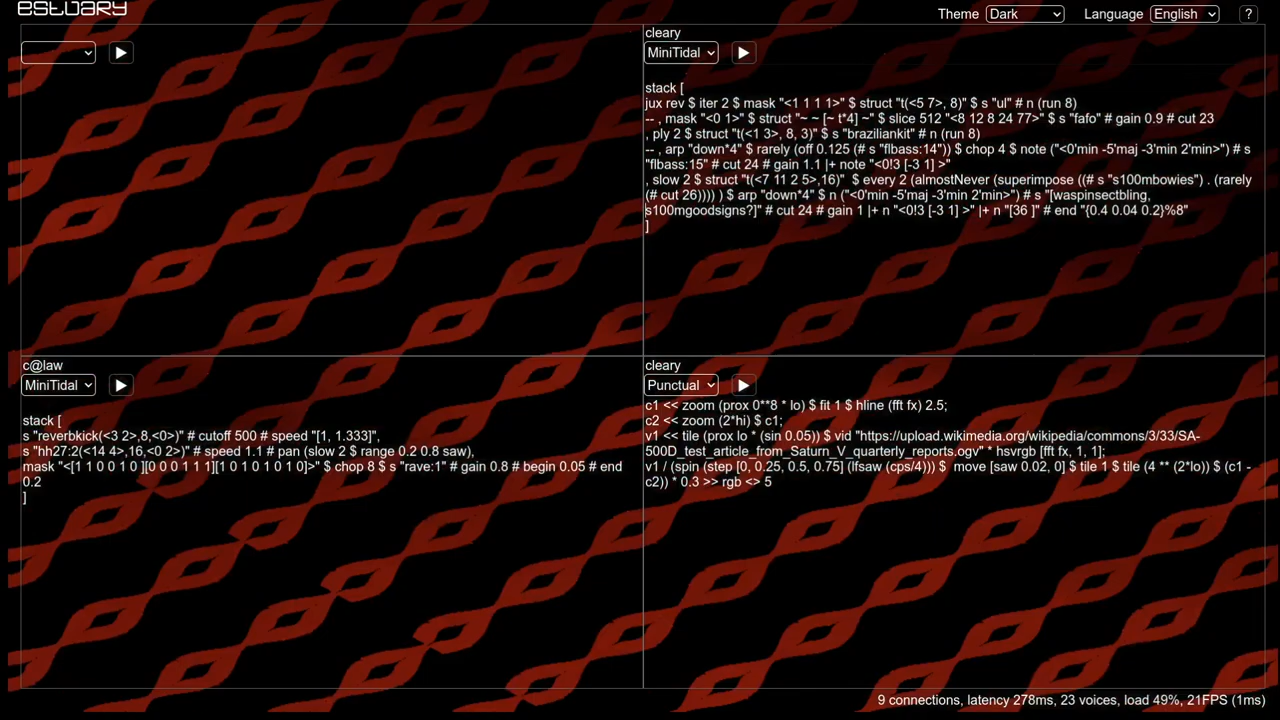 estuary
Theme Dark Language English ?
cleary
MiniTidal
stack [
jux rev $ iter 2 $ mask "<1 1 1 1>" $ struct "t(<5 7>, 8)" $ s "ul" # n (run 8)
-- , mask "<0 1>" $ struct "~ ~ [~ t*4] ~" $ slice 512 "<8 12 8 24 77>" $ s "fafo" # gain 0.9 # cut 23
, ply 2 $ struct "t(<1 3>, 8, 3)" $ s "braziliankit" # n (run 8)
-- , arp "down*4" $ rarely (off 0.125 (# s "flbass:14")) $ chop 4 $ note ("<0'min -5'maj -3'min 2'min>") # s
"flbass:15" # cut 24 # gain 1.1 |+ note "<0!3 [-3 1] >"
, slow 2 $ struct "t(<7 11 2 5>,16)"  $ every 2 (almostNever (superimpose ((# s "s100mbowies") . (rarely
(# cut 26)))) ) $ arp "down*4" $ n ("<0'min -5'maj -3'min 2'min>") # s "[waspinsectbling,
s100mgoodsigns?]" # cut 24 # gain 1 |+ n "<0!3 [-3 1] >" |+ n "[36 ]" # end "{0.4 0.04 0.2}%8"
]
c@law
MiniTidal
stack [
s "reverbkick(<3 2>,8,<0>)" # cutoff 500 # speed "[1, 1.333]",
s "hh27:2(<14 4>,16,<0 2>)" # speed 1.1 # pan (slow 2 $ range 0.2 0.8 saw),
mask "<[1 1 0 0 1 0 ][0 0 0 1 1 1][1 0 1 0 1 0 1 0]>" $ chop 8 $ s "rave:1" # gain 0.8 # begin 0.05 # end
0.2
]
cleary
Punctual
c1 << zoom (prox 0**8 * lo) $ fit 1 $ hline (fft fx) 2.5;
c2 << zoom (2*hi) $ c1;
v1 << tile (prox lo * (sin 0.05)) $ vid "https://upload.wikimedia.org/wikipedia/commons/3/33/SA-
500D_test_article_from_Saturn_V_quarterly_reports.ogv" * hsvrgb [fft fx, 1, 1];
v1 / (spin (step [0, 0.25, 0.5, 0.75] (lfsaw (cps/4))) $  move [saw 0.02, 0] $ tile 1 $ tile (4 ** (2*lo)) $ (c1 -
c2)) * 0.3 >> rgb <> 5
9 connections, latency 278ms, 23 voices, load 49%, 21FPS (1ms)